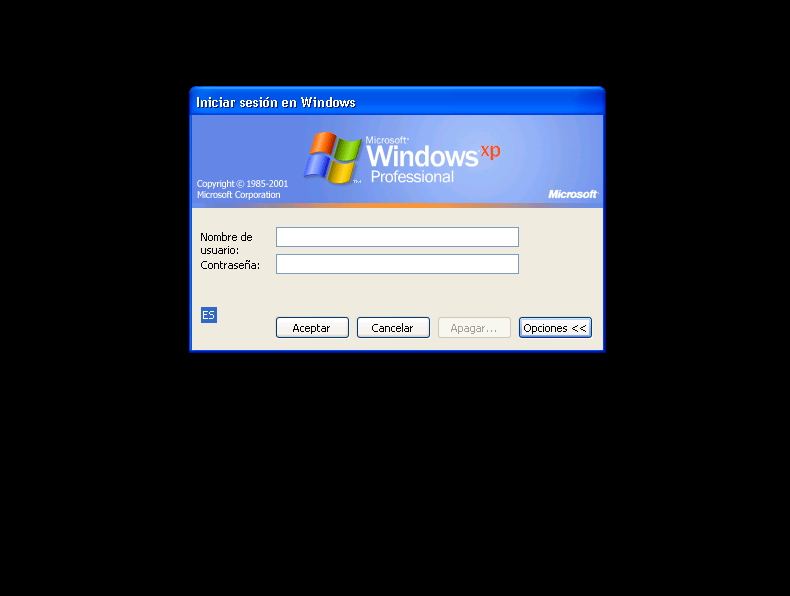 Iniciar sesión en Windows
Microsoft®
Windows xp
Professional
Copyright © 1985-2001
Microsoft Corporation
Microsoft®
Nombre de
usuario:
Contraseña:
ES
Aceptar
Cancelar
Apagar...
Opciones <<